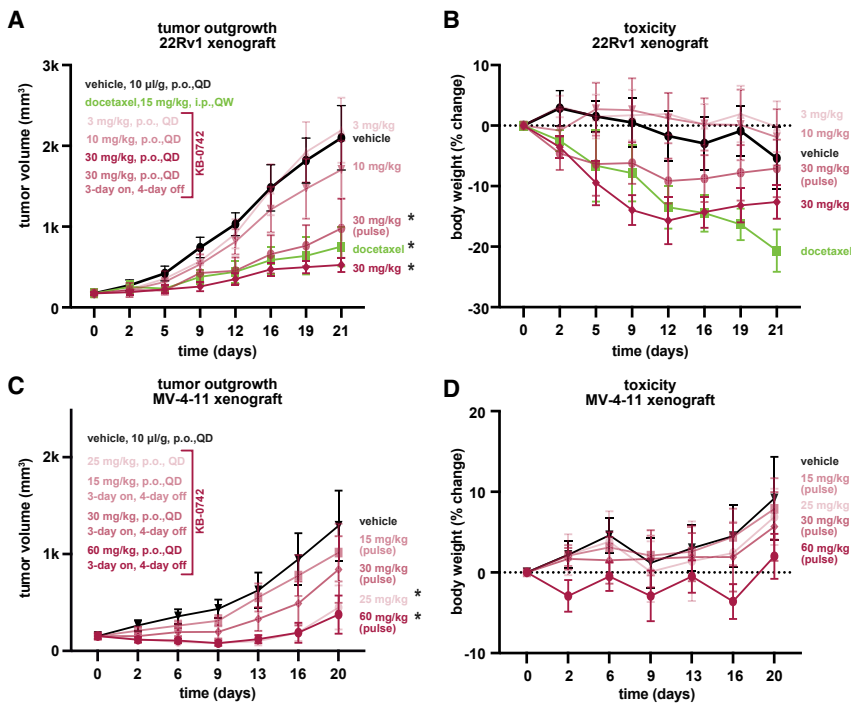 A
tumor outgrowth
22Rv1 xenograft
tumor volume (mm³)
3k
2k
1k
0
vehicle, 10 µl/g, p.o.,QD
docetaxel,15 mg/kg, i.p.,QW
3 mg/kg, p.o., QD
10 mg/kg, p.o., QD
30 mg/kg, p.o., QD
30 mg/kg, p.o., QD
3-day on, 4-day off
KB-0742
3 mg/kg
vehicle
10 mg/kg
30 mg/kg *
(pulse)
docetaxel *
30 mg/kg *
0 2 5 9 12 16 19 21
time (days)
B
toxicity
22Rv1 xenograft
body weight (% change)
10
0
-10
-20
-30
3 mg/kg
10 mg/kg
vehicle
30 mg/kg
(pulse)
30 mg/kg
docetaxel
0 2 5 9 12 16 19 21
time (days)
C
tumor outgrowth
MV-4-11 xenograft
tumor volume (mm³)
2k
1k
0
vehicle, 10 µl/g, p.o.,QD
25 mg/kg, p.o., QD
15 mg/kg, p.o., QD
3-day on, 4-day off
30 mg/kg, p.o., QD
3-day on, 4-day off
60 mg/kg, p.o., QD
3-day on, 4-day off
KB-0742
vehicle
15 mg/kg
(pulse)
30 mg/kg
(pulse)
25 mg/kg *
60 mg/kg *
(pulse)
0 2 6 9 13 16 20
time (days)
D
toxicity
MV-4-11 xenograft
body weight (% change)
20
10
0
-10
vehicle
15 mg/kg
(pulse)
25 mg/kg
30 mg/kg
(pulse)
60 mg/kg
(pulse)
0 2 6 9 13 16 20
time (days)